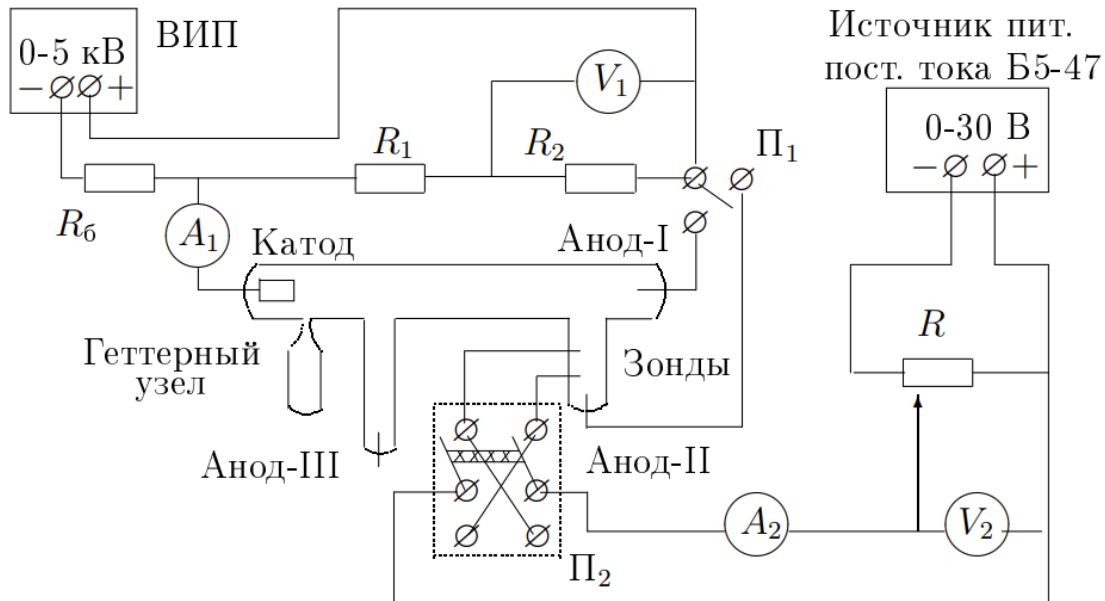 ВИП
0-5 кВ
− +
Источник пит.
пост. тока Б5-47
0-30 В
− +
V₁
R₁
R₂
П₁
Rб
A₁
Катод
Анод-I
R
Геттерный
узел
Зонды
Анод-III
Анод-II
A₂
V₂
П₂